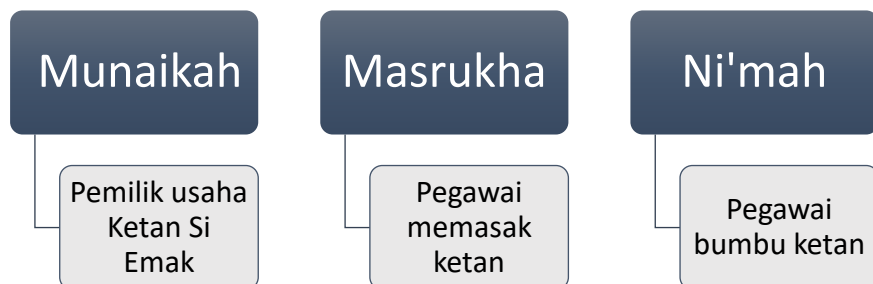 Munaikah
Pemilik usaha
Ketan Si
Emak
Masrukha
Pegawai
memasak
ketan
Ni'mah
Pegawai
bumbu ketan